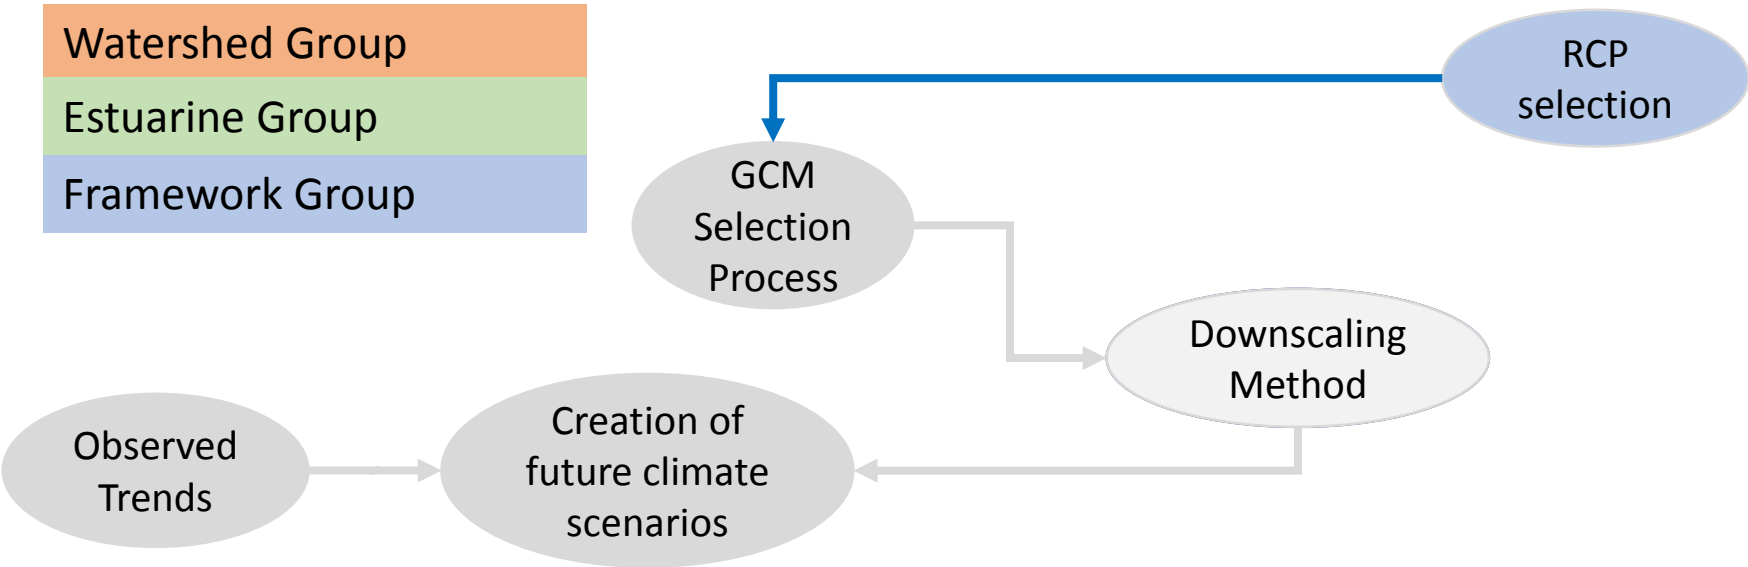 Watershed Group
Estuarine Group
Framework Group
RCP
selection
GCM
Selection
Process
Downscaling
Method
Observed
Trends
Creation of
future climate
scenarios